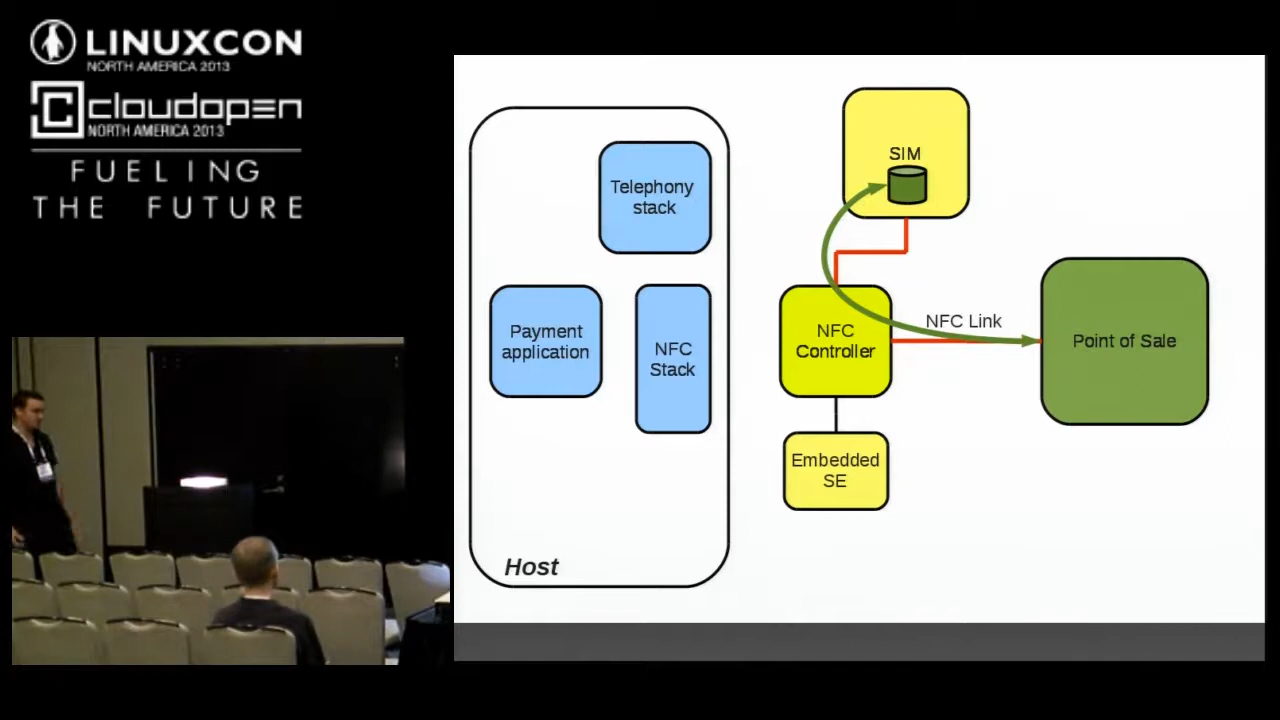 LINUXCON
NORTH AMERICA 2013
cloudopen
NORTH AMERICA 2013
FUELING
THE FUTURE
Telephony
stack
Payment
application
NFC
Stack
Host
SIM
NFC
Controller
NFC Link
Point of Sale
Embedded
SE